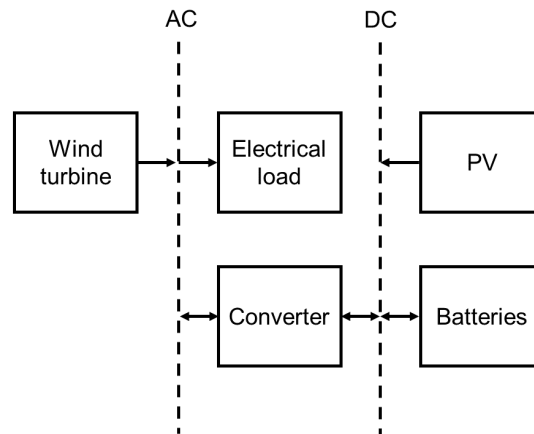 AC
DC
Wind
turbine
Electrical
load
PV
Converter
Batteries